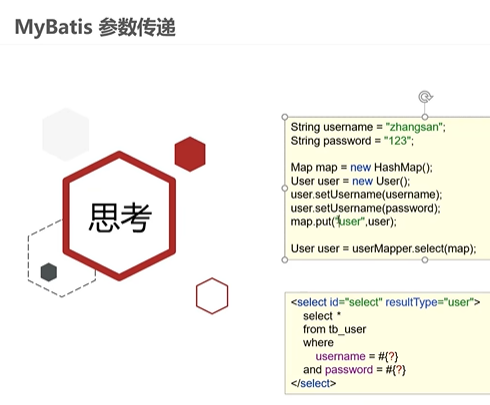 MyBatis 参数传递
思考
String username = "zhangsan";
String password = "123";
Map map = new HashMap();
User user = new User();
user.setUsername(username);
user.setUsername(password);
map.put("user",user);
User user = userMapper.select(map);
<select id="select" resultType="user">
select *
from tb_user
where
username = #{?}
and password = #{?}
</select>